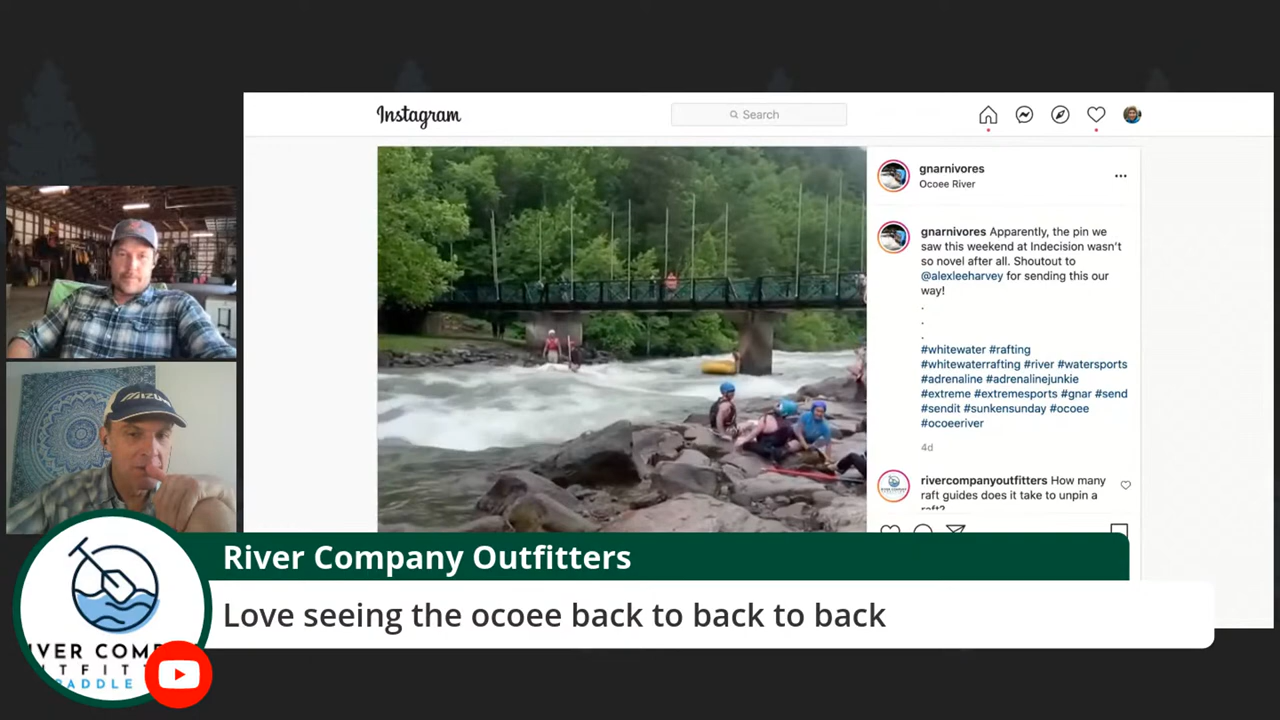 Instagram
Search
gnarnivores
Ocoee River
gnarnivores Apparently, the pin we
saw this weekend at Indecision wasn't
so novel after all. Shoutout to
@alexleeharvey for sending this our
way!
.
.
.
#whitewater #rafting
#whitewaterrafting #river #watersports
#adrenaline #adrenalinejunkie
#extreme #extremesports #gnar #send
#sendit #sunkensunday #ocoee
#ocoeeriver
4d
rivercompanyoutfitters How many
raft guides does it take to unpin a
raft?
MIZUNO
River Company Outfitters
Love seeing the ocoee back to back to back
PADDLE